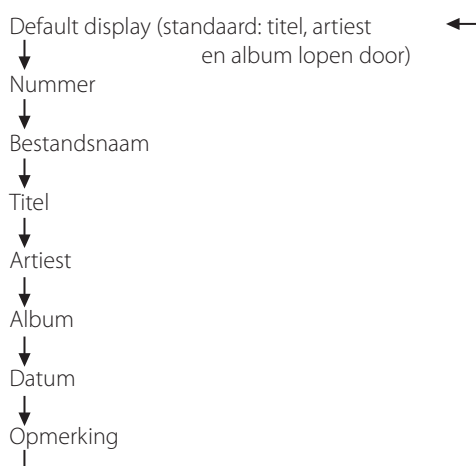 Default display (standaard: titel, artiest
en album lopen door)
Nummer
Bestandsnaam
Titel
Artiest
Album
Datum
Opmerking